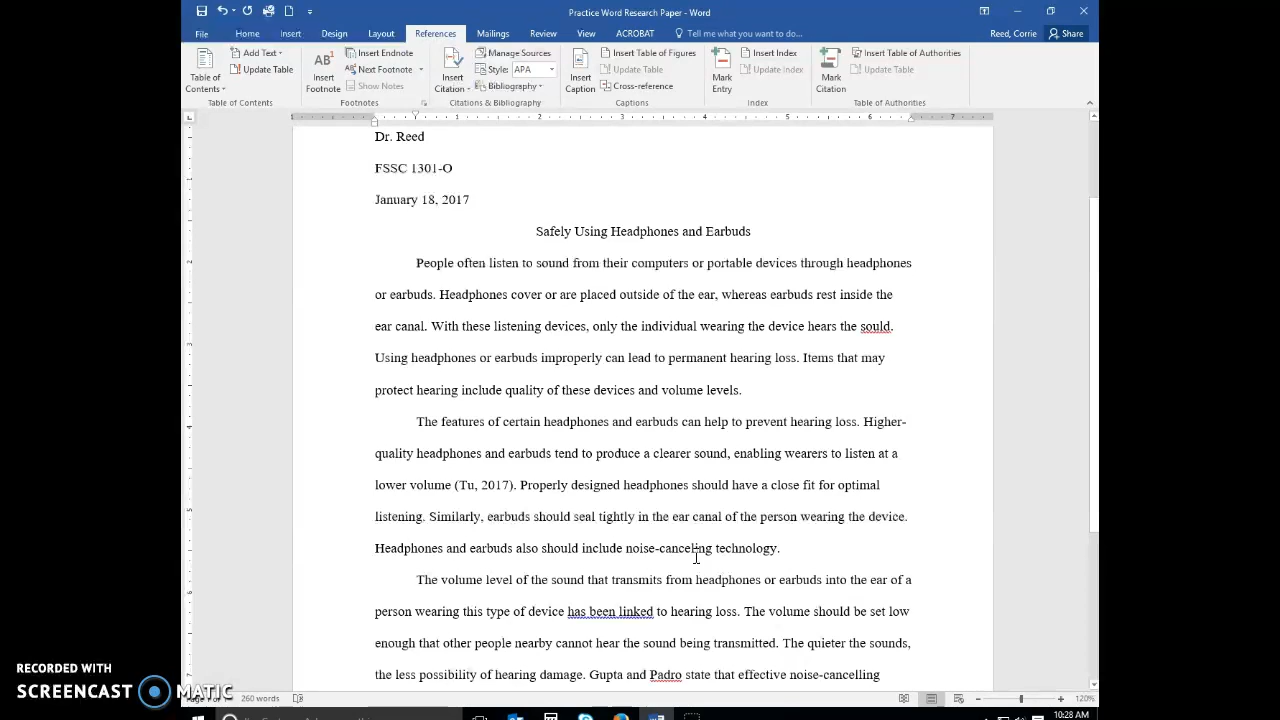 Practice Word Research Paper - Word
File Home Insert Design Layout References Mailings Review View ACROBAT Tell me what you want to do... Reed, Corrie Share
Table of Contents
Add Text
Update Table
Table of Contents
AB1
Insert Footnote
Insert Endnote
Next Footnote
Show Notes
Footnotes
Insert Citation
Manage Sources
Style: APA
Bibliography
Citations & Bibliography
Insert Caption
Insert Table of Figures
Update Table
Cross-reference
Captions
Mark Entry
Insert Index
Update Index
Index
Mark Citation
Insert Table of Authorities
Update Table
Table of Authorities
Dr. Reed
FSSC 1301-O
January 18, 2017
Safely Using Headphones and Earbuds
People often listen to sound from their computers or portable devices through headphones
or earbuds. Headphones cover or are placed outside of the ear, whereas earbuds rest inside the
ear canal. With these listening devices, only the individual wearing the device hears the sould.
Using headphones or earbuds improperly can lead to permanent hearing loss. Items that may
protect hearing include quality of these devices and volume levels.
The features of certain headphones and earbuds can help to prevent hearing loss. Higher-
quality headphones and earbuds tend to produce a clearer sound, enabling wearers to listen at a
lower volume (Tu, 2017). Properly designed headphones should have a close fit for optimal
listening. Similarly, earbuds should seal tightly in the ear canal of the person wearing the device.
Headphones and earbuds also should include noise-canceling technology.
The volume level of the sound that transmits from headphones or earbuds into the ear of a
person wearing this type of device has been linked to hearing loss. The volume should be set low
enough that other people nearby cannot hear the sound being transmitted. The quieter the sounds,
the less possibility of hearing damage. Gupta and Padro state that effective noise-cancelling
RECORDED WITH
SCREENCAST MATIC
260 words
120%
10:28 AM